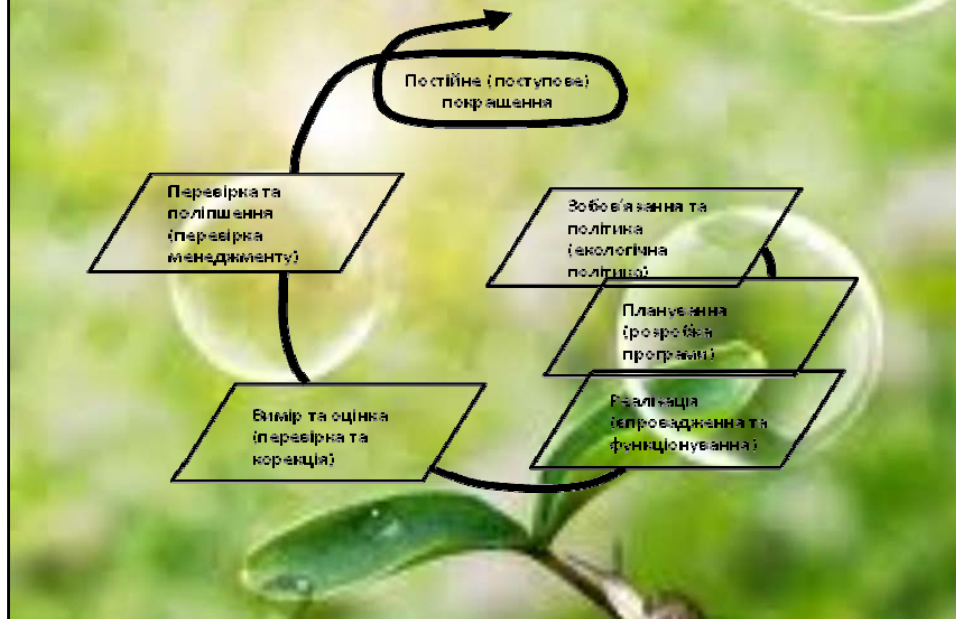 Постійне (поступове)
покращення
Перевірка та
поліпшення
(перевірка
менеджменту)
Зобов'язання та
політика
(екологічна
політика)
Планування
(розробка
програми)
Реалізація
(впровадження та
функціонування)
Вимір та оцінка
(перевірка та
корекція)